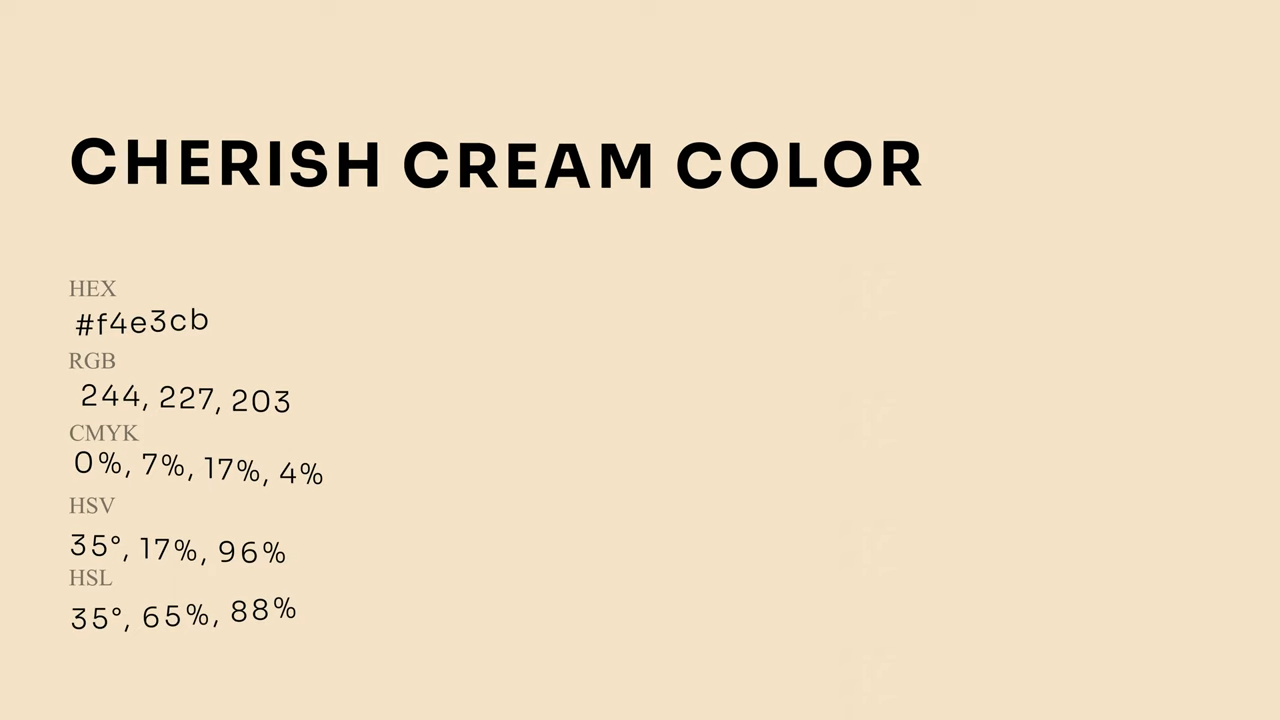 CHERISH CREAM COLOR
HEX
#f4e3cb
RGB
244, 227, 203
CMYK
0%, 7%, 17%, 4%
HSV
35°, 17%, 96%
HSL
35°, 65%, 88%